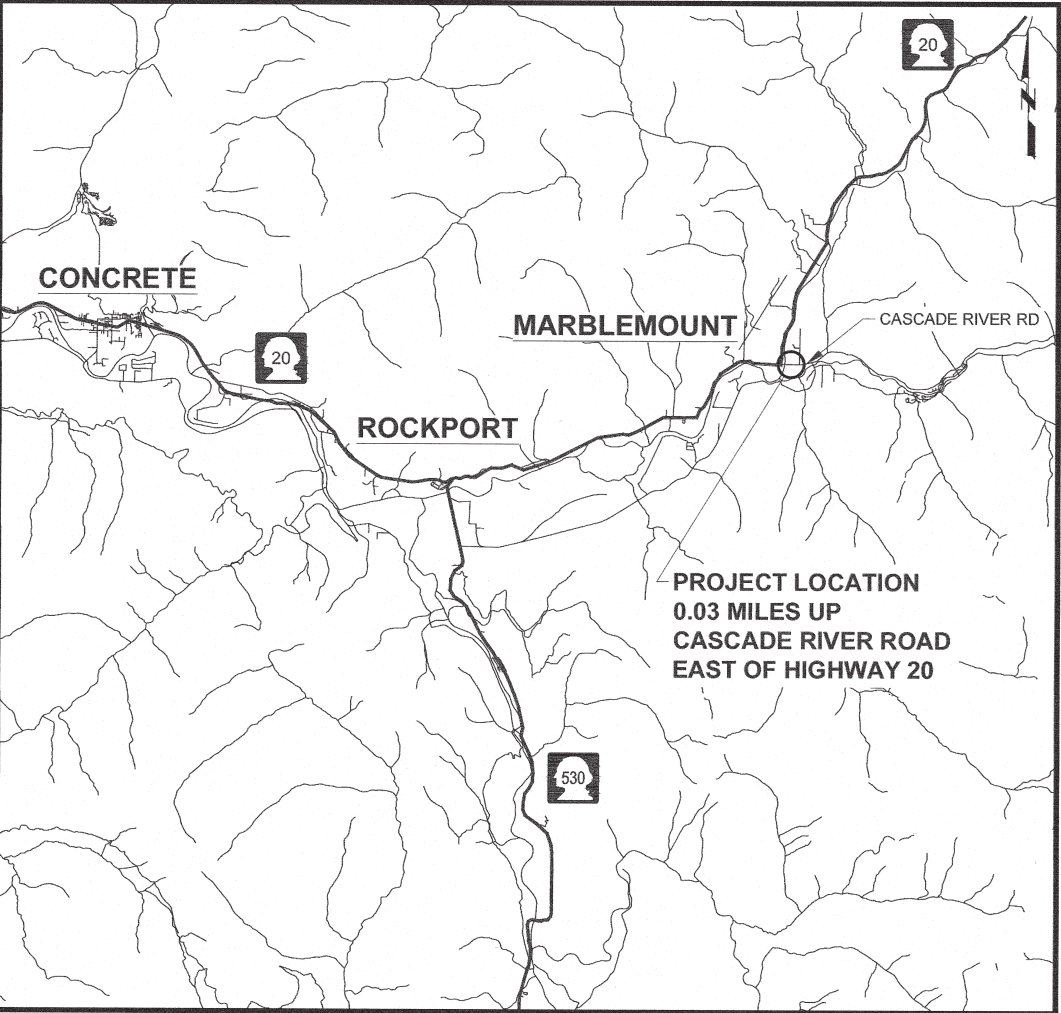 20
N
CONCRETE
MARBLEMOUNT
CASCADE RIVER RD
20
ROCKPORT
PROJECT LOCATION
0.03 MILES UP
CASCADE RIVER ROAD
EAST OF HIGHWAY 20
530